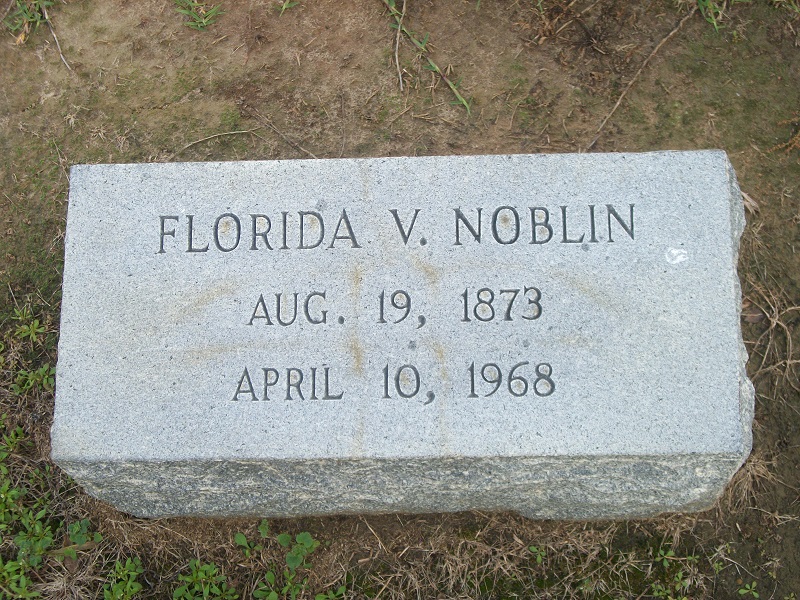 FLORIDA V. NOBLIN
AUG. 19, 1873
APRIL 10, 1968